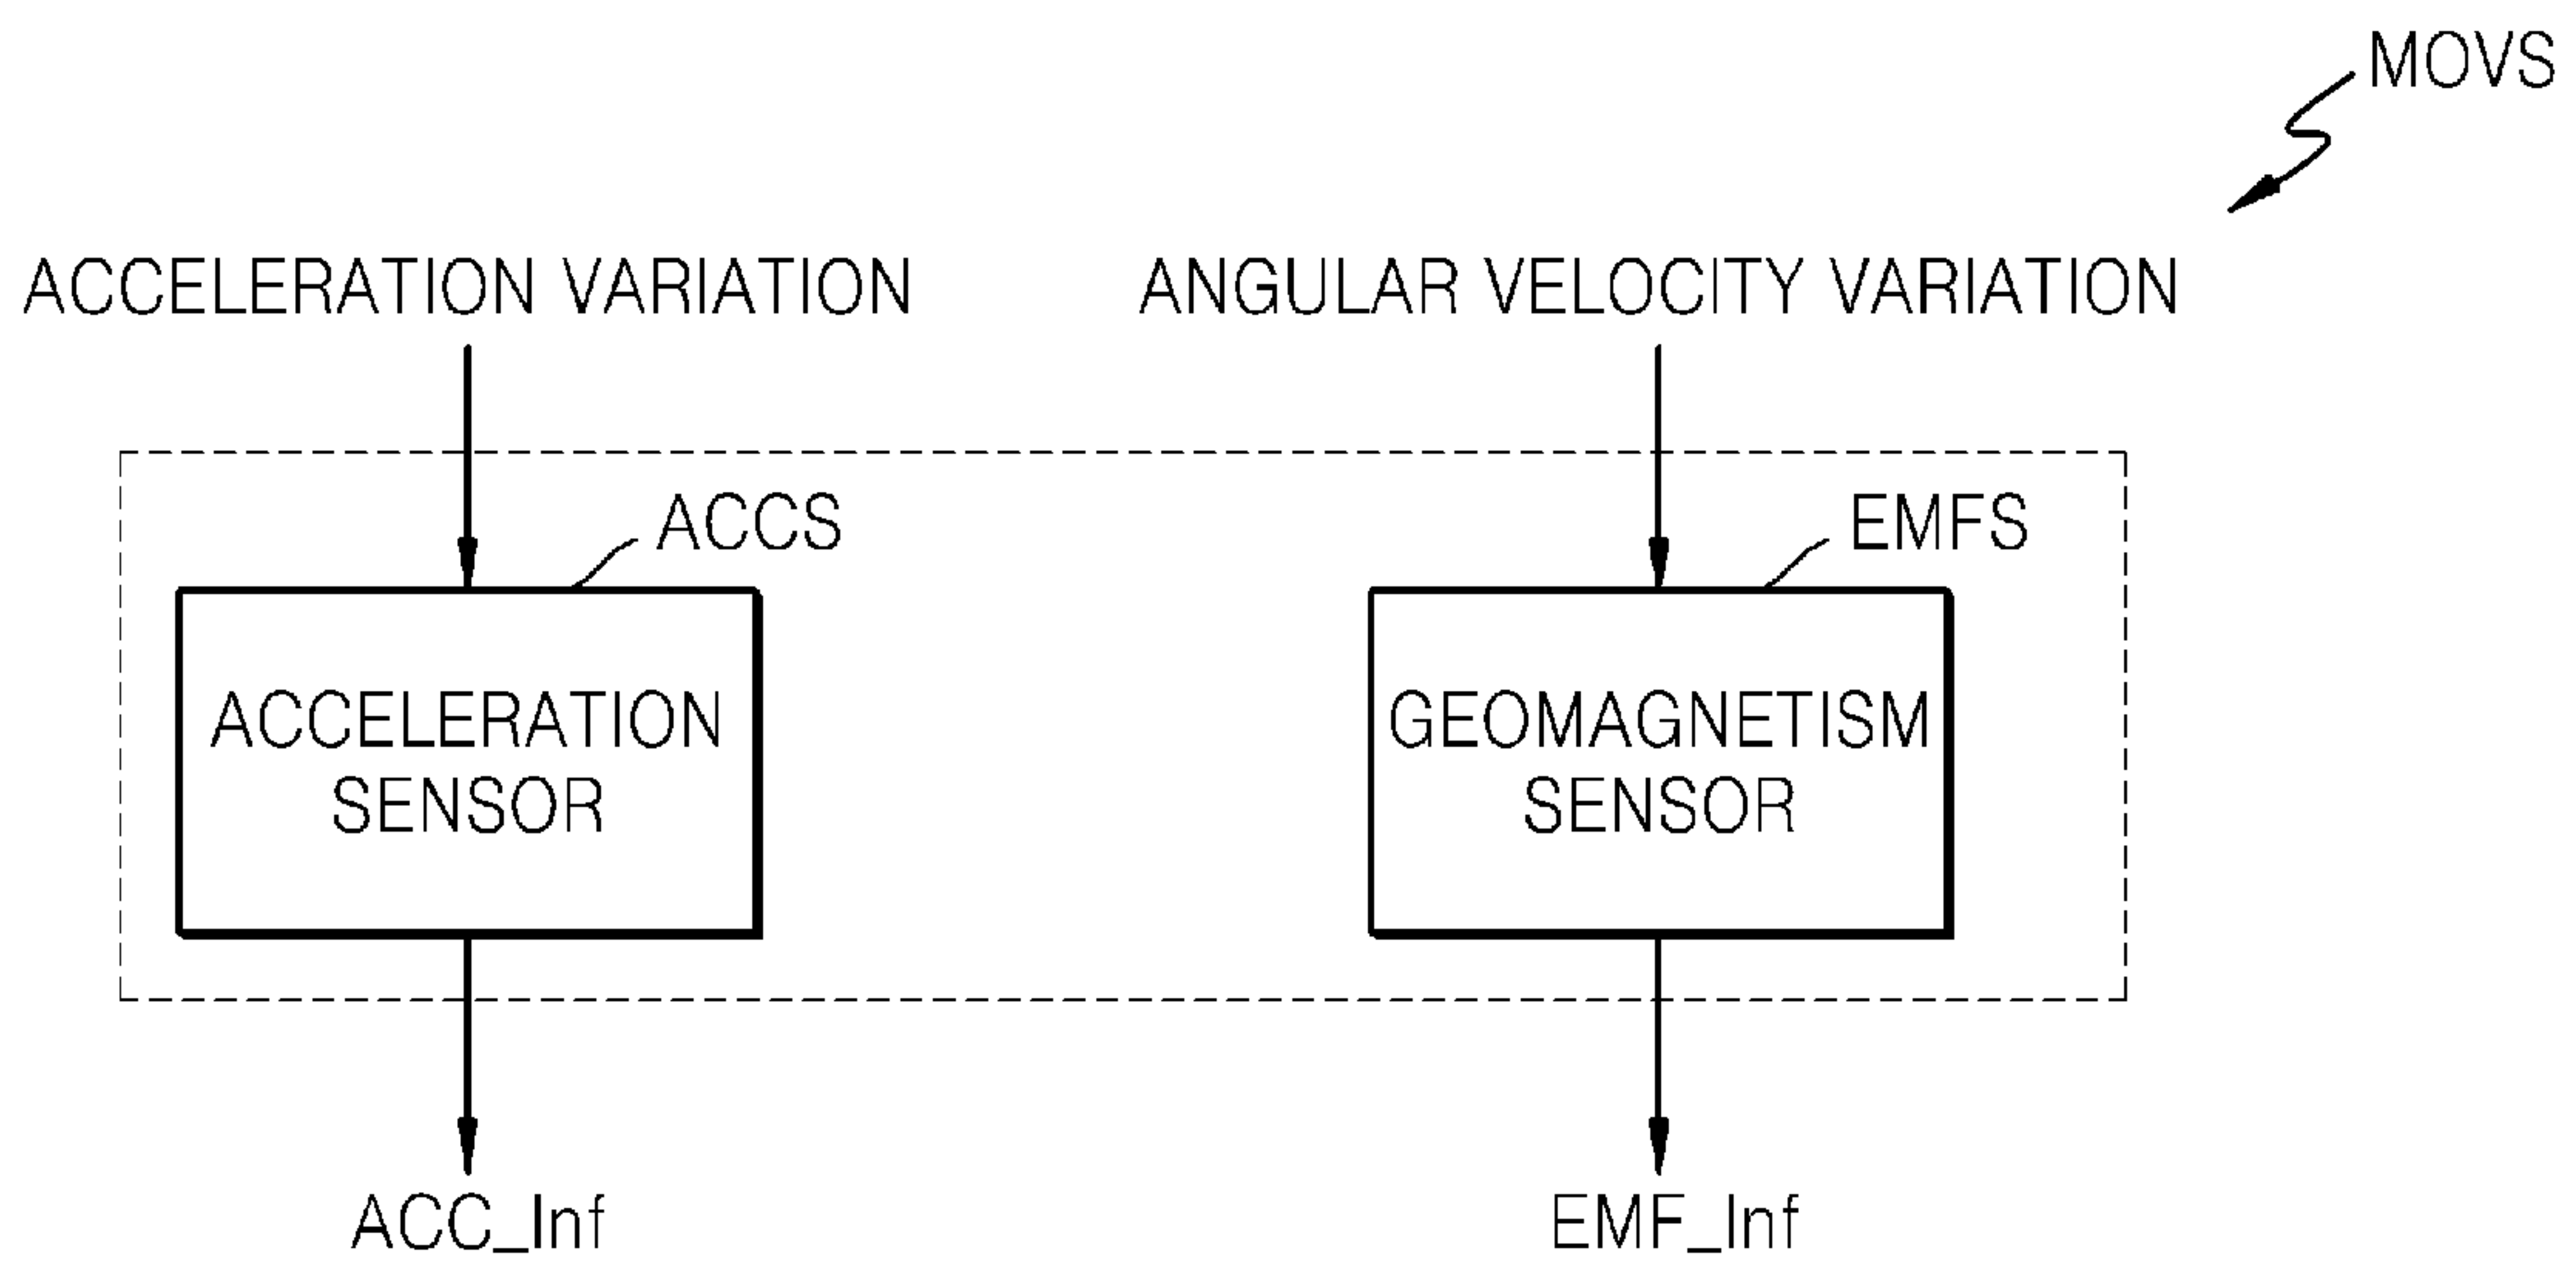 MOVS
ACCELERATION VARIATION
ANGULAR VELOCITY VARIATION
ACCS
EMFS
ACCELERATION
SENSOR
GEOMAGNETISM
SENSOR
ACC_Inf
EMF_Inf